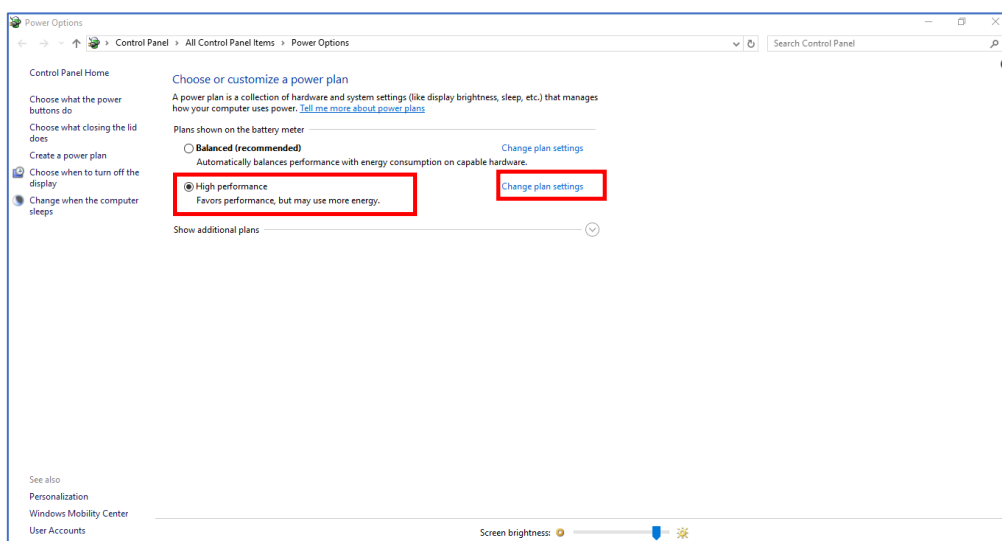 Power Options
Control Panel > All Control Panel Items > Power Options
Search Control Panel
Control Panel Home
Choose what the power
buttons do
Choose what closing the lid
does
Create a power plan
Choose when to turn off the
display
Change when the computer
sleeps
Choose or customize a power plan
A power plan is a collection of hardware and system settings (like display brightness, sleep, etc.) that manages
how your computer uses power. Tell me more about power plans
Plans shown on the battery meter
Balanced (recommended) Change plan settings
Automatically balances performance with energy consumption on capable hardware.
High performance Change plan settings
Favors performance, but may use more energy.
Show additional plans
See also
Personalization
Windows Mobility Center
User Accounts
Screen brightness: